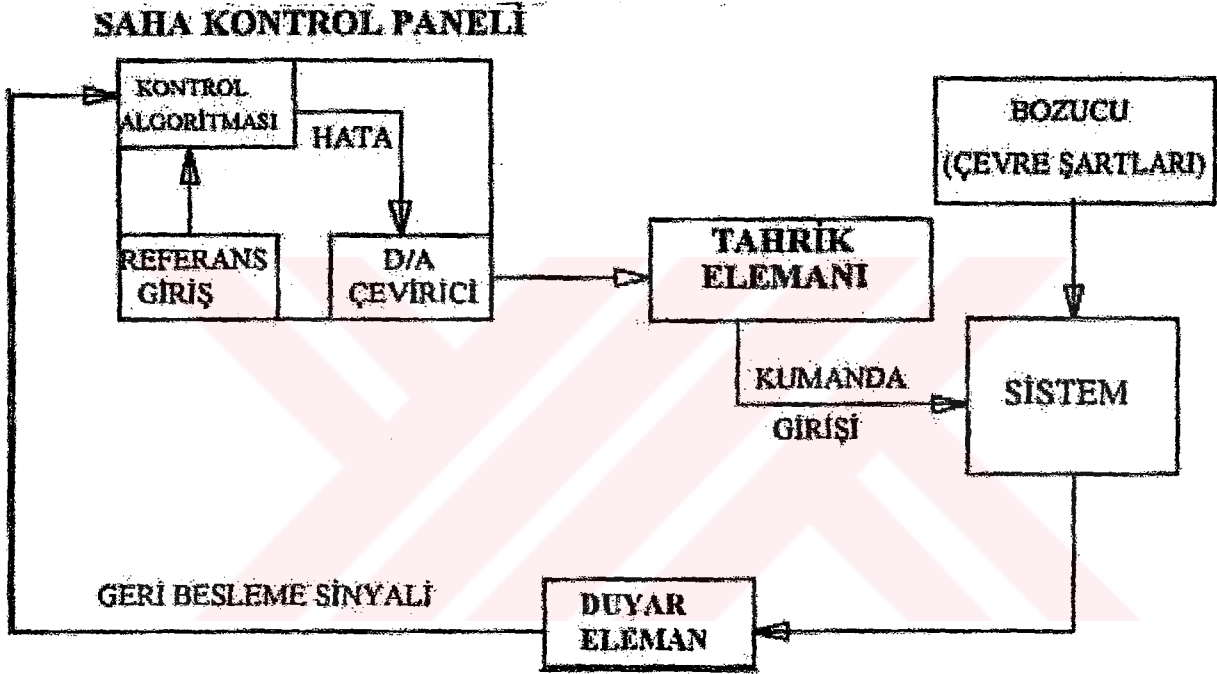 SAHA KONTROL PANELİ
KONTROL
ALGORİTMASI
HATA
REFERANS
GİRİŞ
D/A
ÇEVİRİCİ
BOZUCU
(ÇEVRE ŞARTLARI)
TAHRİK
ELEMANI
KUMANDA
GİRİŞİ
SİSTEM
GERİ BESLEME SİNYALİ
DUYAR
ELEMAN